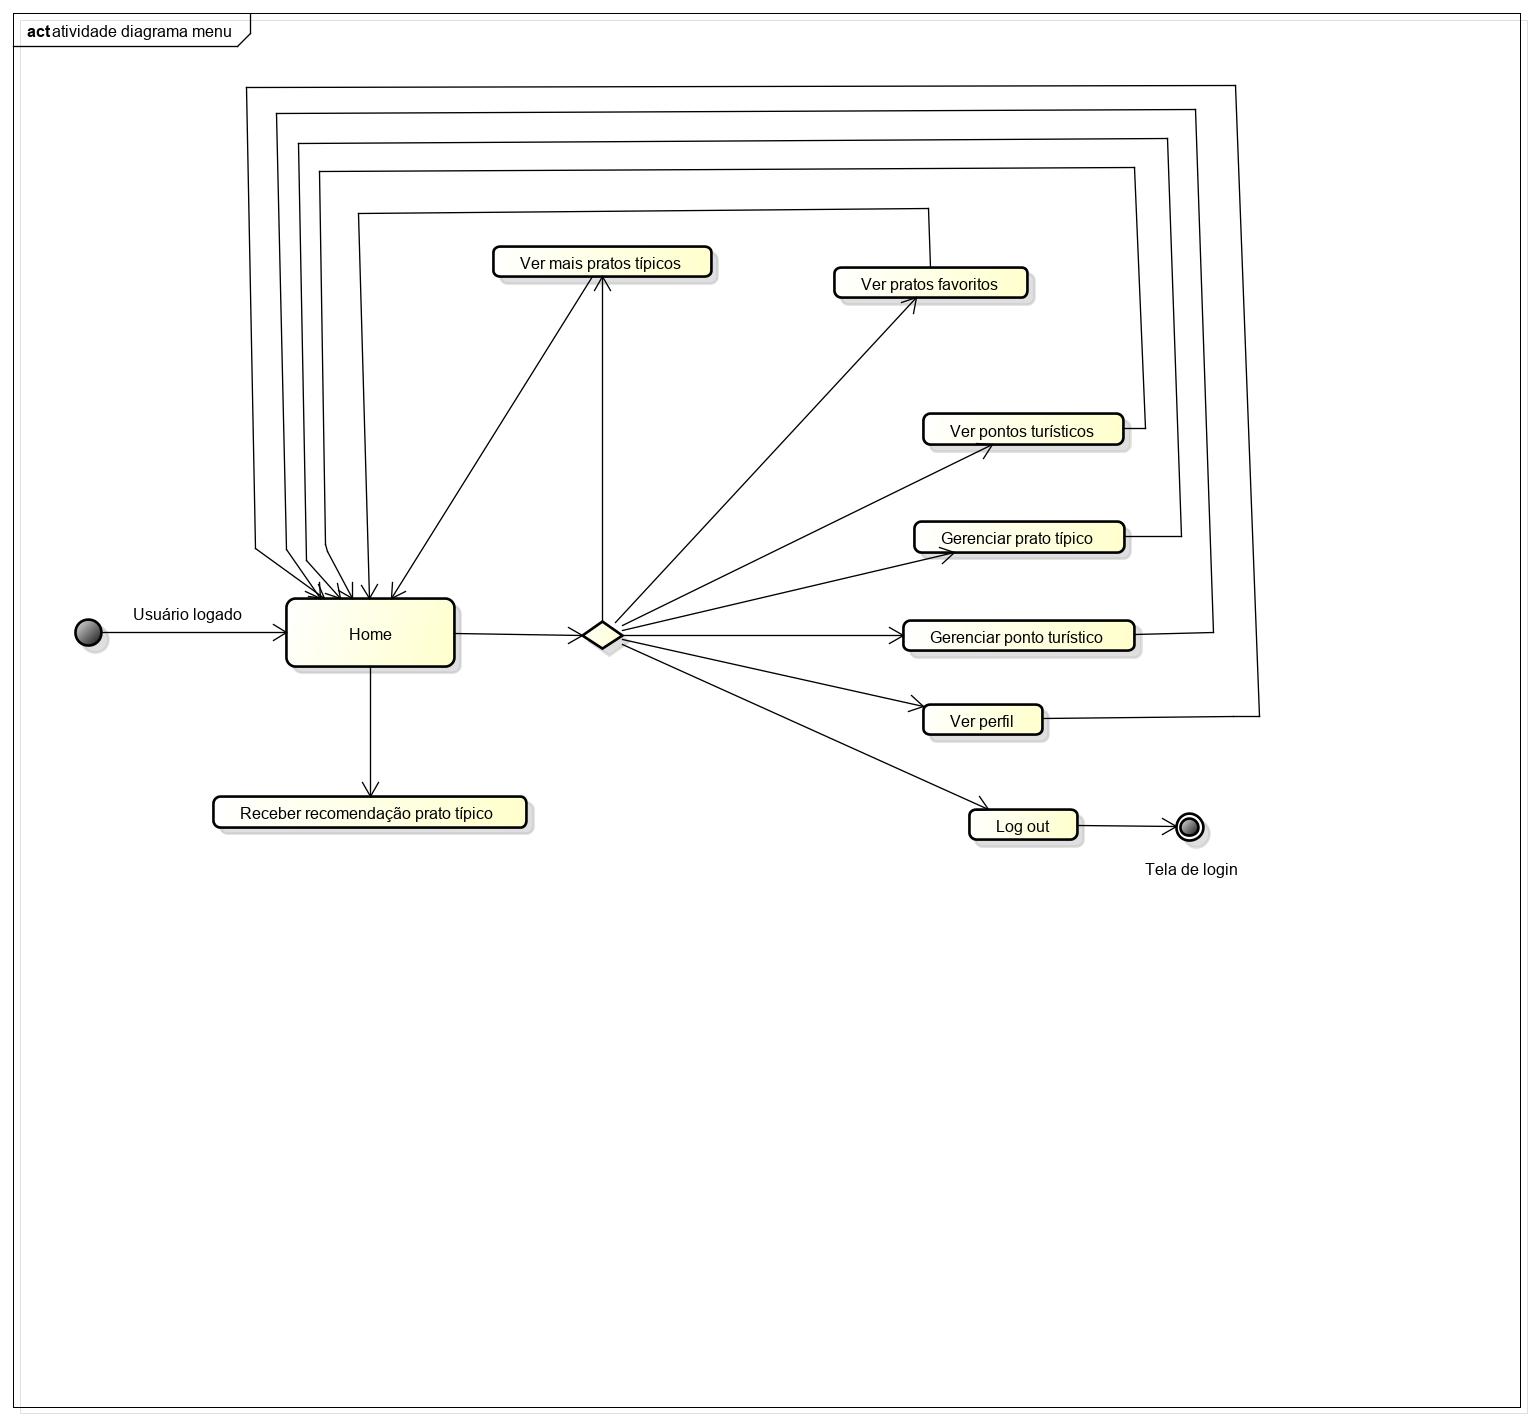 act atividade diagrama menu
Ver mais pratos típicos
Ver pratos favoritos
Ver pontos turísticos
Gerenciar prato típico
Usuário logado
Home
Gerenciar ponto turístico
Ver perfil
Receber recomendação prato típico
Log out
Tela de login